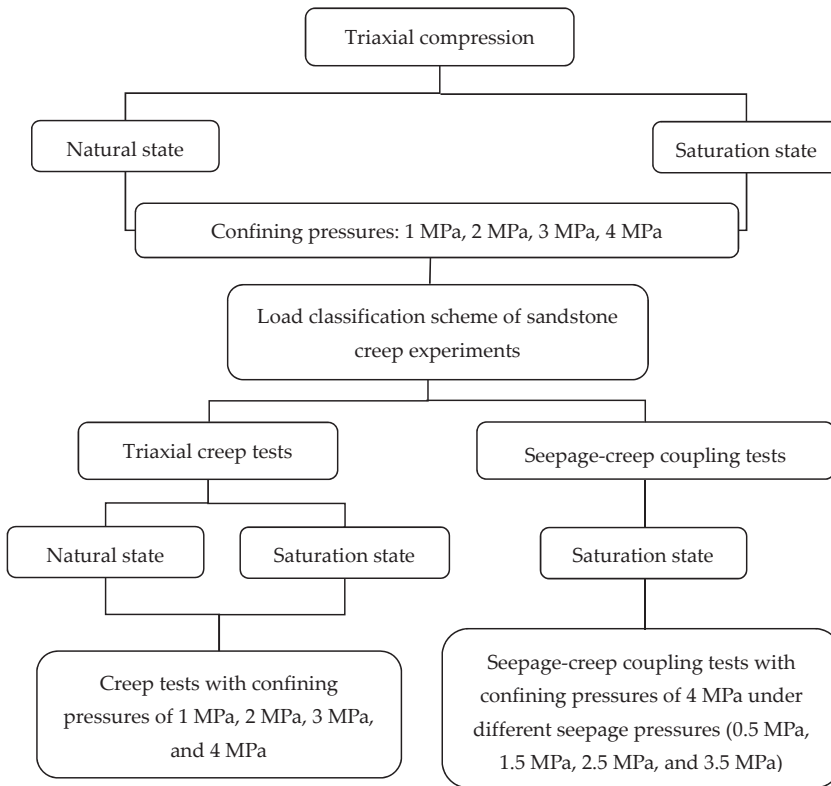 Triaxial compression
Natural state
Saturation state
Confining pressures: 1 MPa, 2 MPa, 3 MPa, 4 MPa
Load classification scheme of sandstone
creep experiments
Triaxial creep tests
Seepage-creep coupling tests
Natural state
Saturation state
Saturation state
Creep tests with confining
pressures of 1 MPa, 2 MPa, 3 MPa,
and 4 MPa
Seepage-creep coupling tests with
confining pressures of 4 MPa under
different seepage pressures (0.5 MPa,
1.5 MPa, 2.5 MPa, and 3.5 MPa)